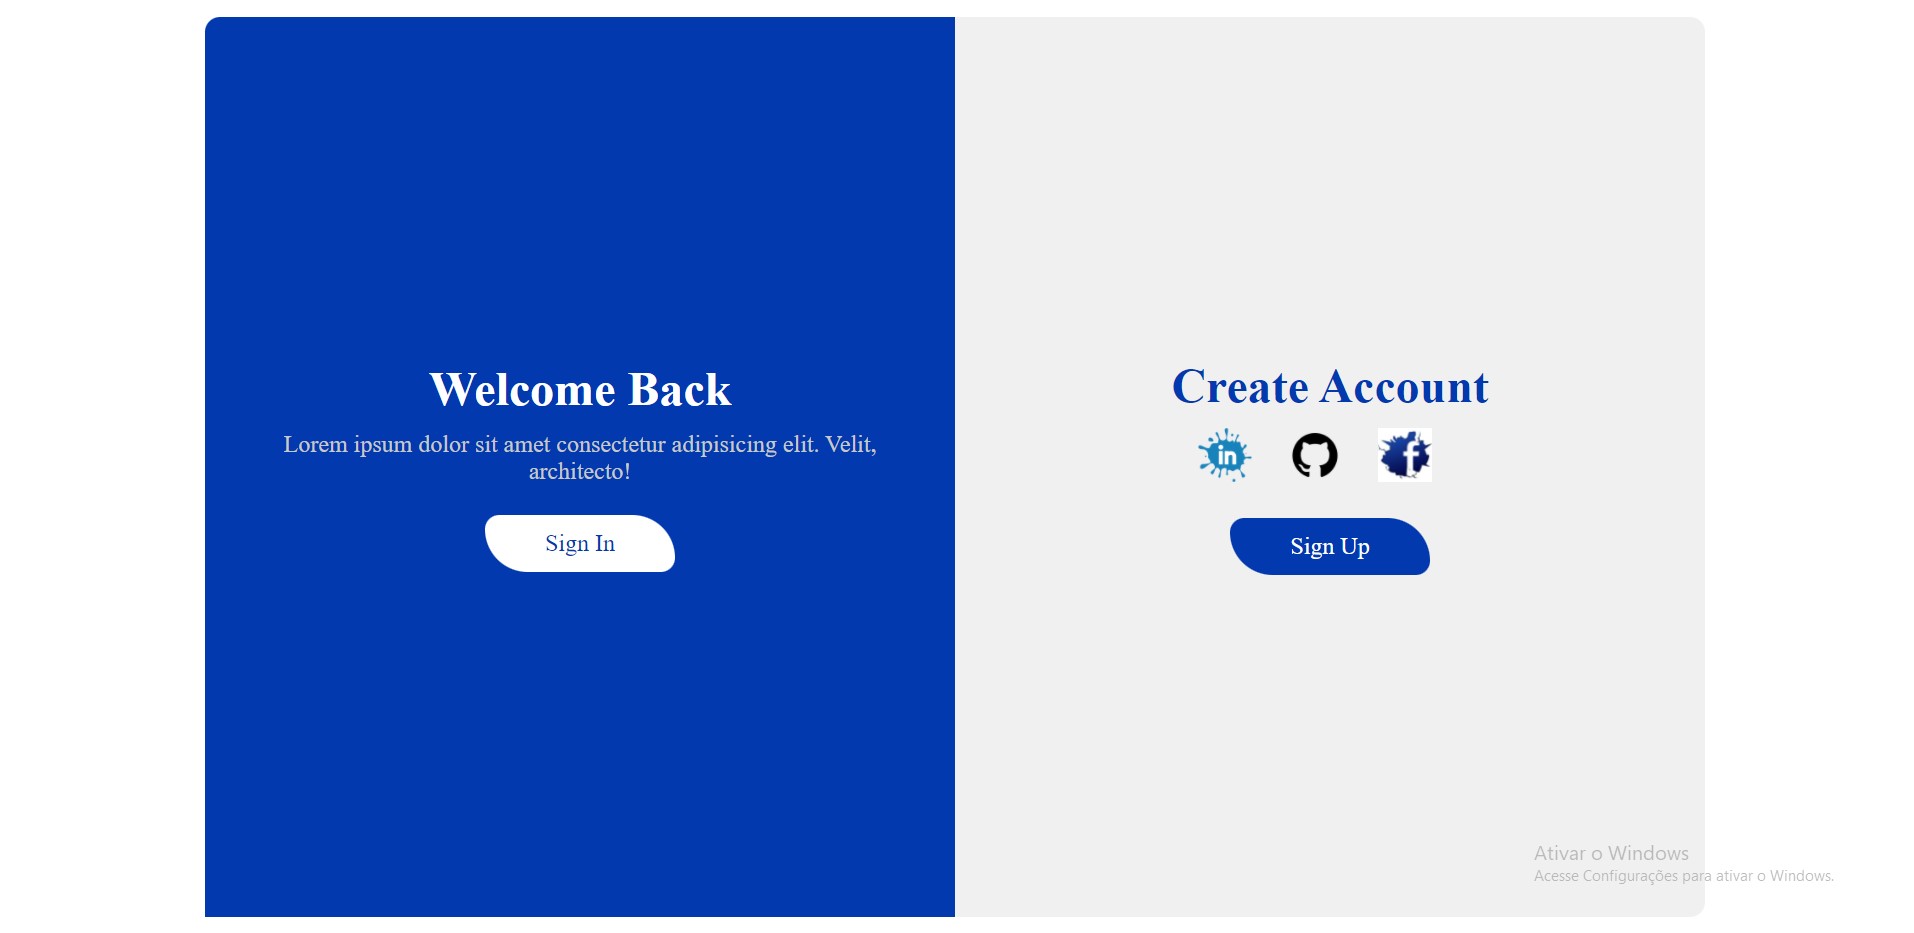 Welcome Back
Lorem ipsum dolor sit amet consectetur adipisicing elit. Velit,
architecto!
Sign In
Create Account
in
f
Sign Up
Ativar o Windows
Acesse Configurações para ativar o Windows.